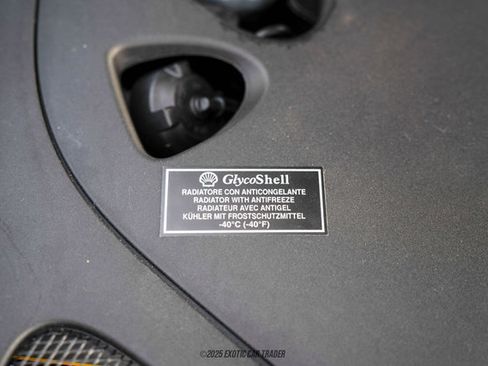 GlycoShell
RADIATORE CON ANTICONGELANTE
RADIATOR WITH ANTIFREEZE
RADIATEUR AVEC ANTIGEL
KÜHLER MIT FROSTSCHUTZMITTEL
-40°C (-40°F)
©2025 EXOTIC CAR TRADER